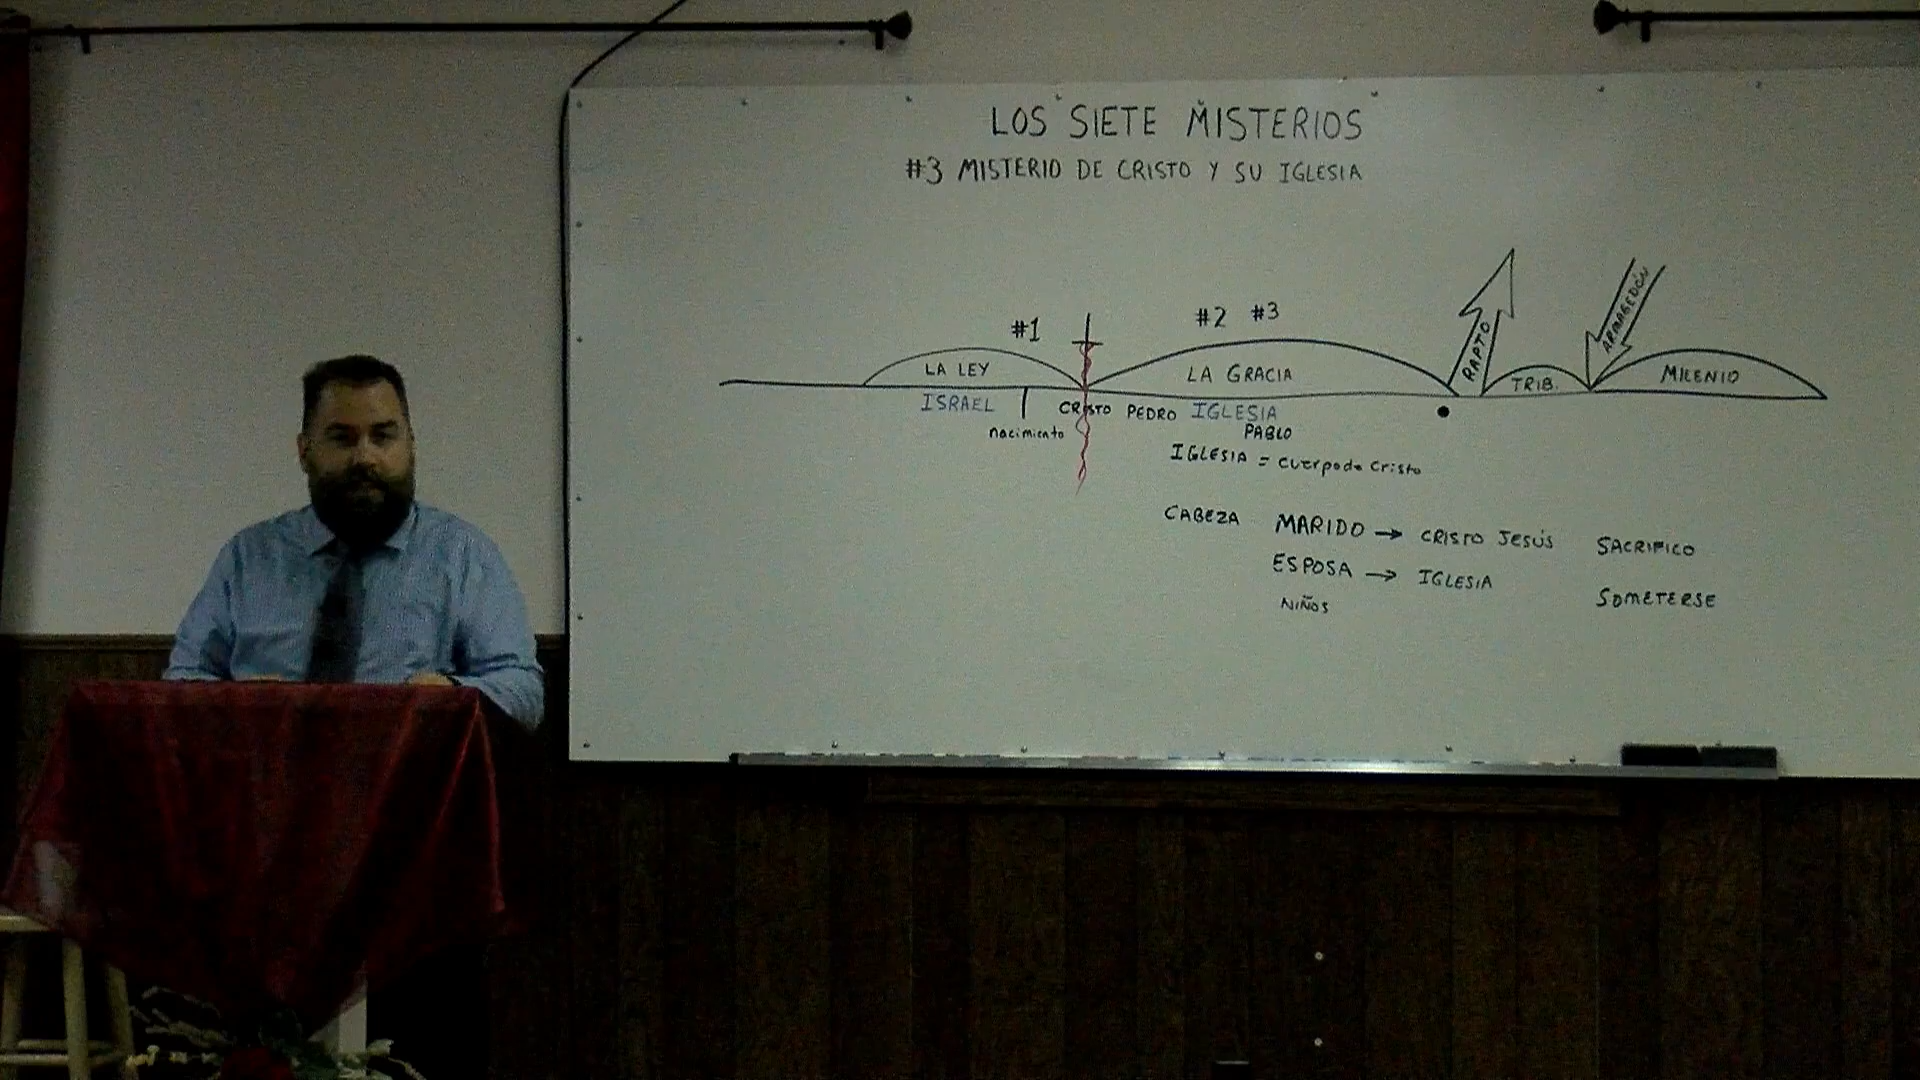 LOS SIETE MISTERIOS
#3 MISTERIO DE CRISTO Y SU IGLESIA
#1 #2 #3
LA LEY LA GRACIA RAPTO TRIB. ARMAGEDÓN MILENIO
ISRAEL CRISTO PEDRO IGLESIA
nacimiento PABLO
IGLESIA = cuerpo de Cristo
CABEZA MARIDO → CRISTO JESÚS SACRIFICO
ESPOSA → IGLESIA SOMETERSE
NIÑOS